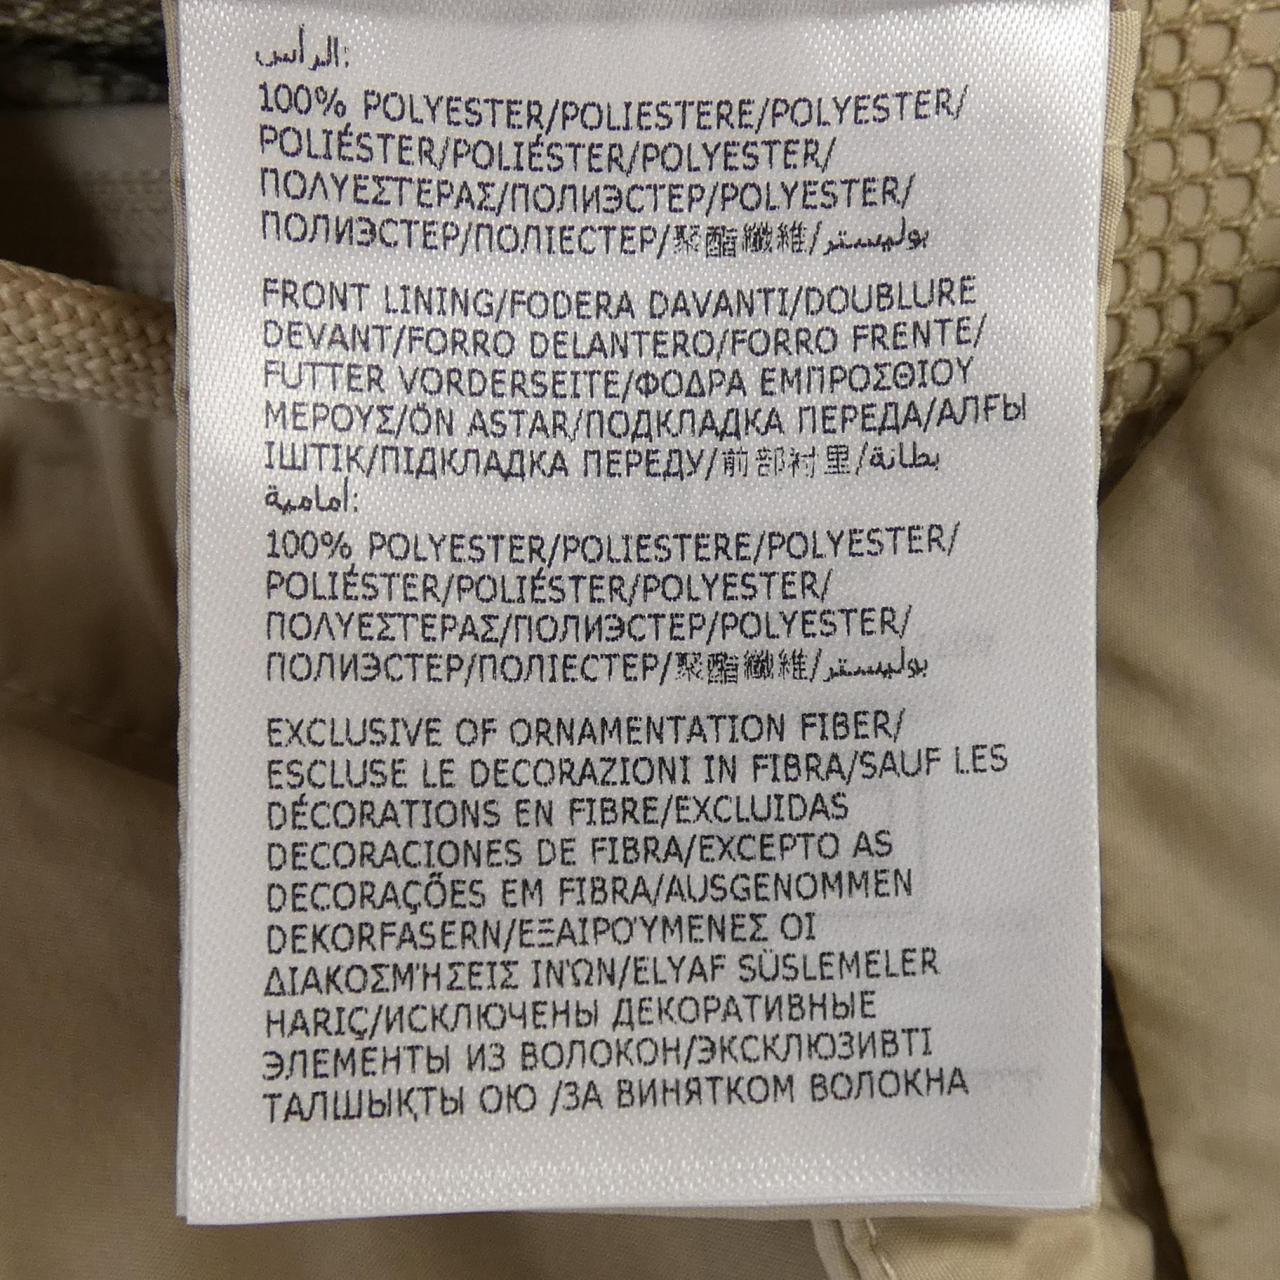 الرأس:
100% POLYESTER/POLIESTERE/POLYESTER/
POLIÉSTER/POLIÉSTER/POLYESTER/
ΠΟΛΥΕΣΤΕΡΑΣ/ПОЛИЭСТЕР/POLYESTER/
ПОЛИЭСТЕР/ПОЛІЕСТЕР/聚酯纖維/بوليستر
FRONT LINING/FODERA DAVANTI/DOUBLURE
DEVANT/FORRO DELANTERO/FORRO FRENTE/
FUTTER VORDERSEITE/ΦΟΔΡΑ ΕΜΠΡΟΣΘΙΟΥ
ΜΕΡΟΥΣ/ÖN ASTAR/ПОДКЛАДКА ПЕРЕДА/АЛҒЫ
ІШТІК/ПІДКЛАДКА ПЕРЕДУ/前部衬里/بطانة
أمامية:
100% POLYESTER/POLIESTERE/POLYESTER/
POLIÉSTER/POLIÉSTER/POLYESTER/
ΠΟΛΥΕΣΤΕΡΑΣ/ПОЛИЭСТЕР/POLYESTER/
ПОЛИЭСТЕР/ПОЛІЕСТЕР/聚酯纖維/بوليستر
EXCLUSIVE OF ORNAMENTATION FIBER/
ESCLUSE LE DECORAZIONI IN FIBRA/SAUF LES
DÉCORATIONS EN FIBRE/EXCLUIDAS
DECORACIONES DE FIBRA/EXCEPTO AS
DECORAÇÕES EM FIBRA/AUSGENOMMEN
DEKORFASERN/ΕΞΑΙΡΟΎΜΕΝΕΣ ΟΙ
ΔΙΑΚΟΣΜΉΣΕΙΣ ΙΝΏΝ/ELYAF SÜSLEMELER
HARIÇ/ИСКЛЮЧЕНЫ ДЕКОРАТИВНЫЕ
ЭЛЕМЕНТЫ ИЗ ВОЛОКОН/ЭКСКЛЮЗИВТІ
ТАЛШЫҚТЫ ОЮ /ЗА ВИНЯТКОМ ВОЛОКНА